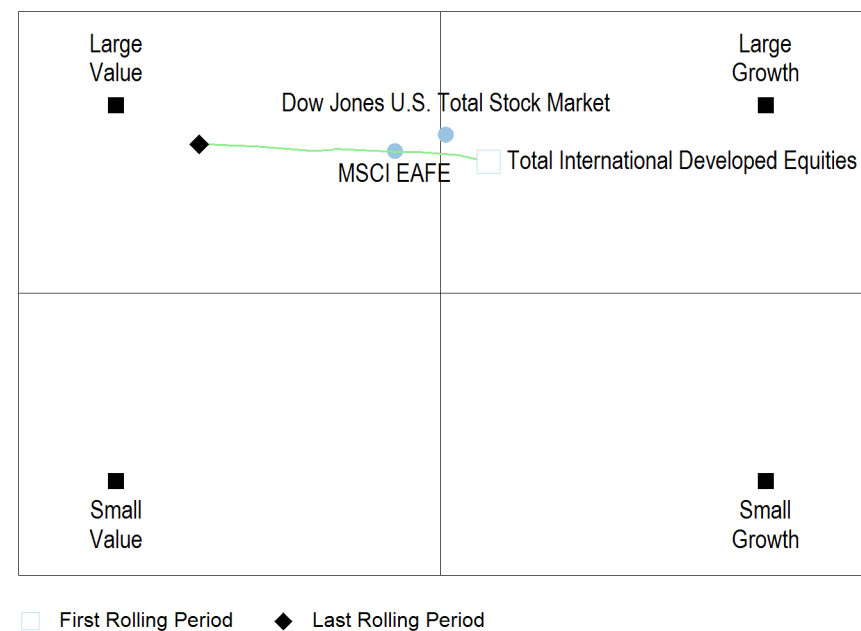 Large
Value
Large
Growth
Dow Jones U.S. Total Stock Market
Total International Developed Equities
MSCI EAFE
Small
Value
Small
Growth
First Rolling Period
Last Rolling Period